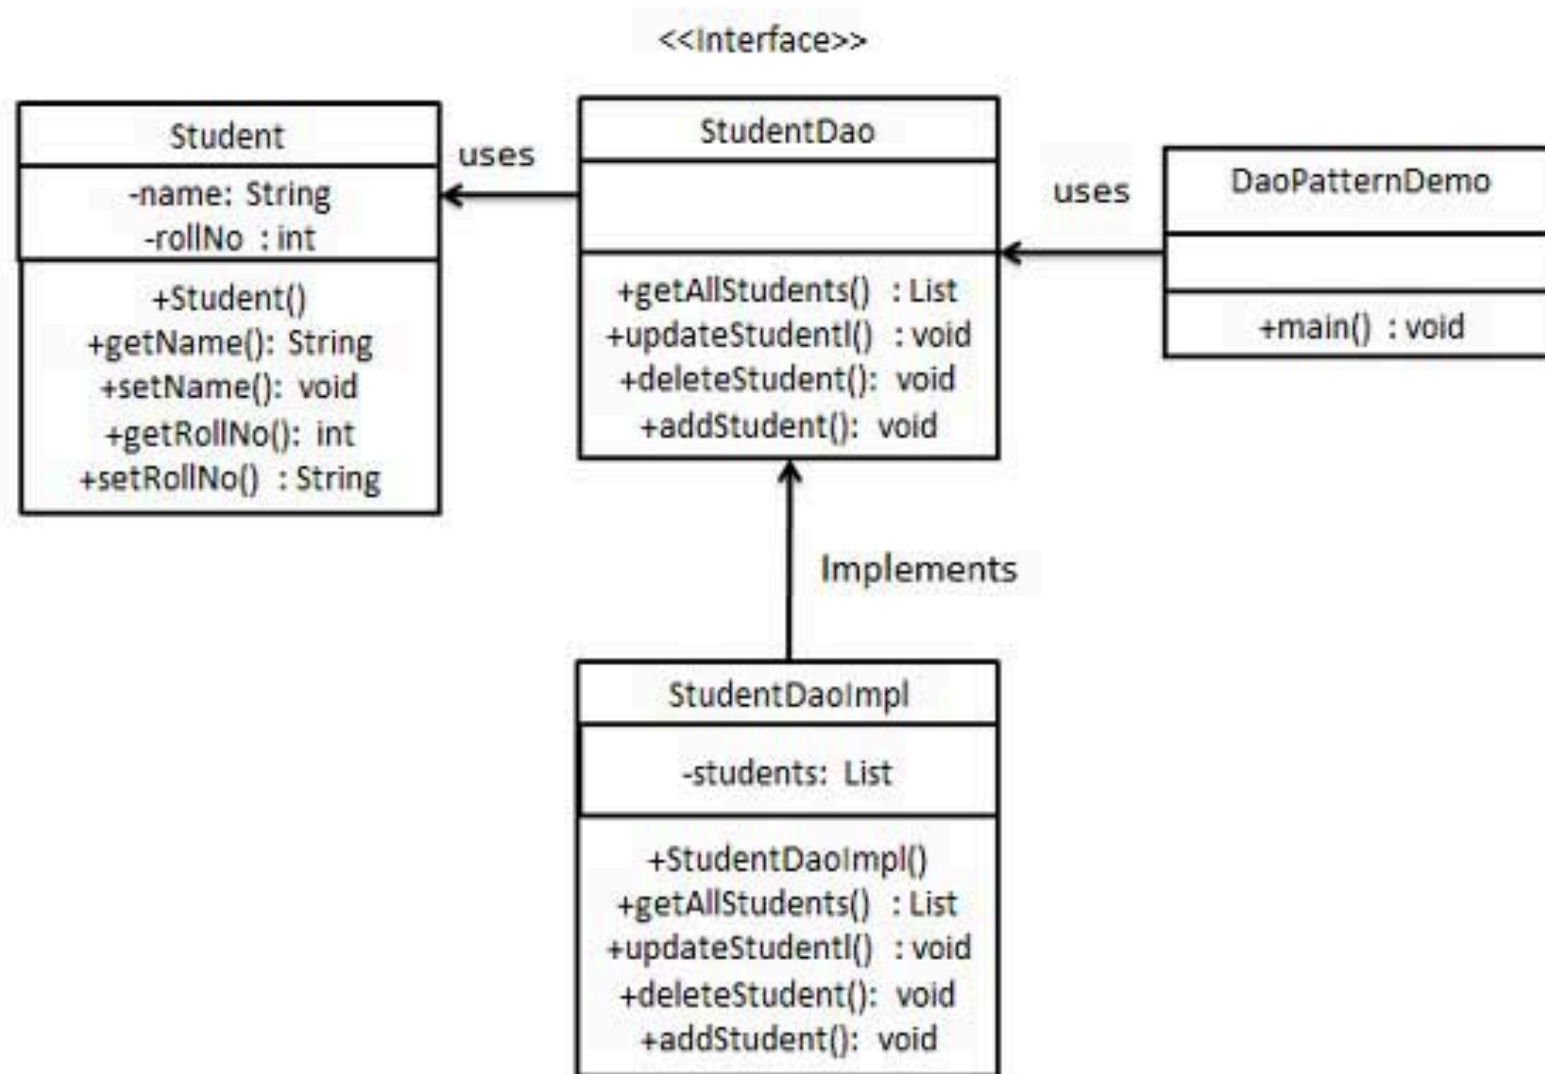 <<Interface>>
Student
-name: String
-rollNo : int
+Student()
+getName(): String
+setName(): void
+getRollNo(): int
+setRollNo() : String
uses
StudentDao
+getAllStudents() : List
+updateStudentl() : void
+deleteStudent(): void
+addStudent(): void
uses
DaoPatternDemo
+main() : void
Implements
StudentDaoImpl
-students: List
+StudentDaoImpl()
+getAllStudents() : List
+updateStudentl() : void
+deleteStudent(): void
+addStudent(): void